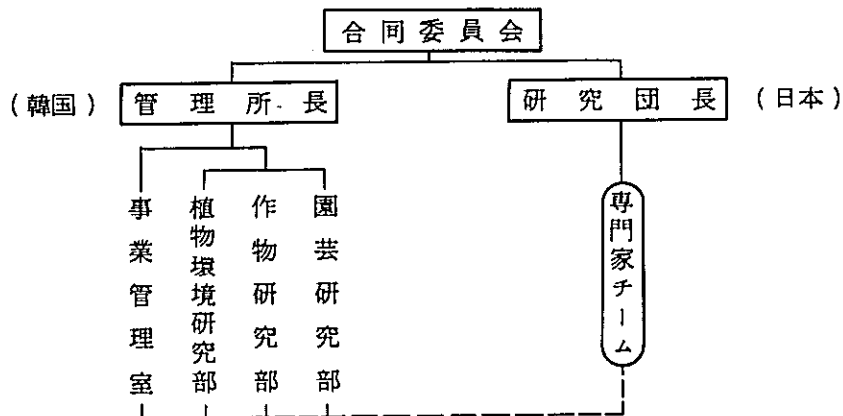 合同委員会
(韓国) 管理所長 研究団長 (日本)
事業管理室
植物環境研究部
作物研究部
園芸研究部
専門家チーム